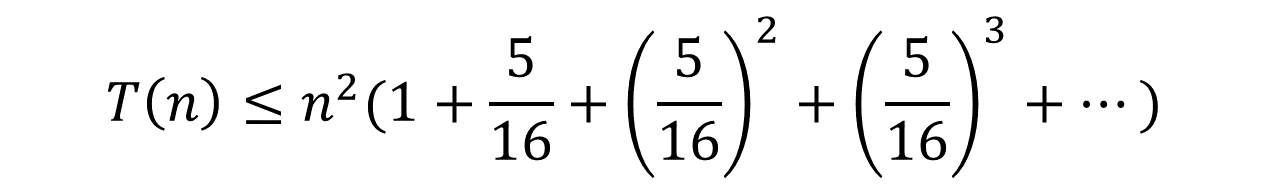 T(n) ≤ n²(1 + 5/16 + (5/16)² + (5/16)³ + ⋯)